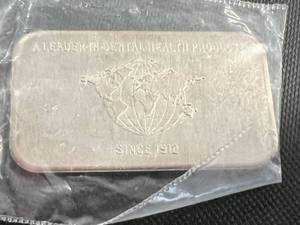 A LEADER IN DENTAL HEALTH PRODUCTS
SINCE 1912